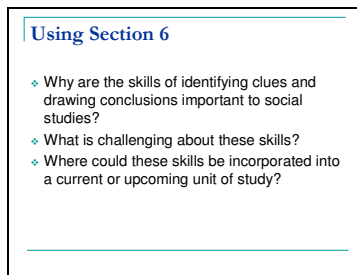 Using Section 6
Why are the skills of identifying clues and
drawing conclusions important to social
studies?
What is challenging about these skills?
Where could these skills be incorporated into
a current or upcoming unit of study?